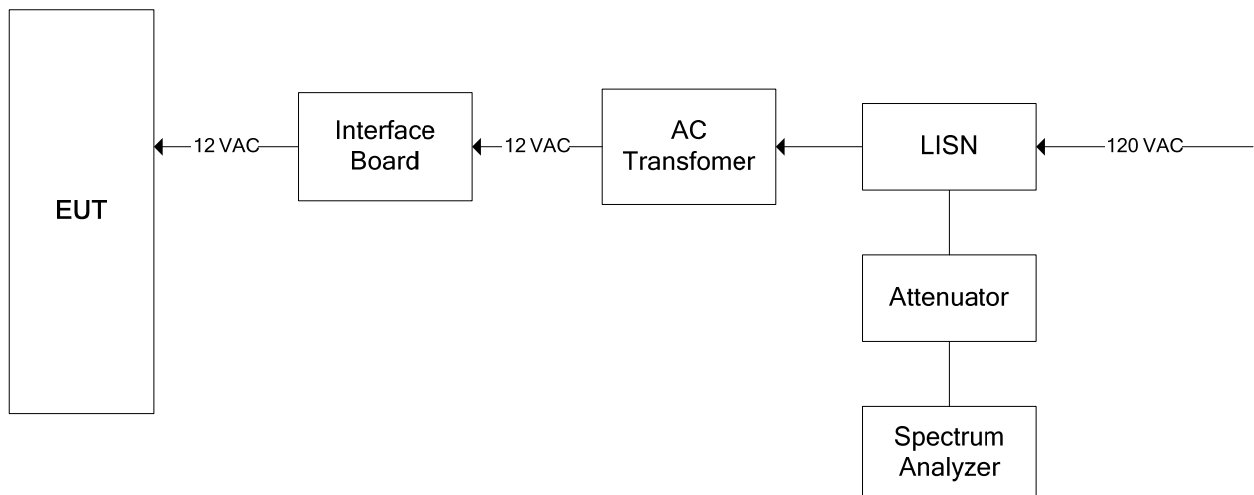 EUT
12 VAC
Interface
Board
12 VAC
AC
Transfomer
LISN
120 VAC
Attenuator
Spectrum
Analyzer